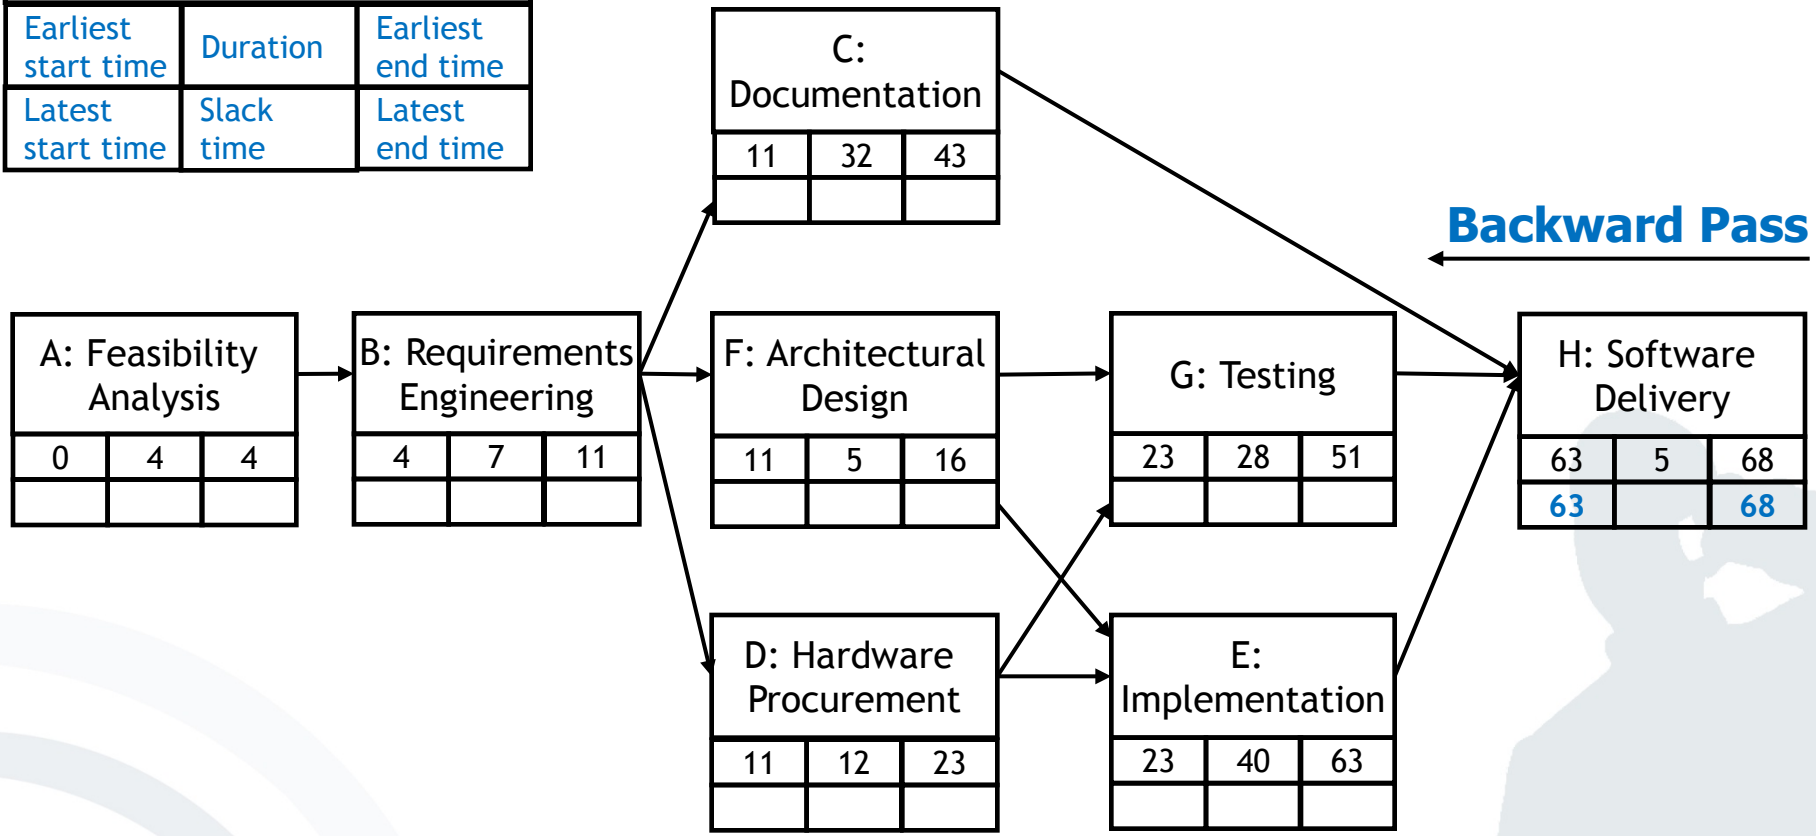 Earliest
start time
Duration
Earliest
end time
Latest
start time
Slack
time
Latest
end time
C:
Documentation
11 32 43
Backward Pass
A: Feasibility
Analysis
0 4 4
B: Requirements
Engineering
4 7 11
F: Architectural
Design
11 5 16
G: Testing
23 28 51
H: Software
Delivery
63 5 68
63 68
D: Hardware
Procurement
11 12 23
E:
Implementation
23 40 63